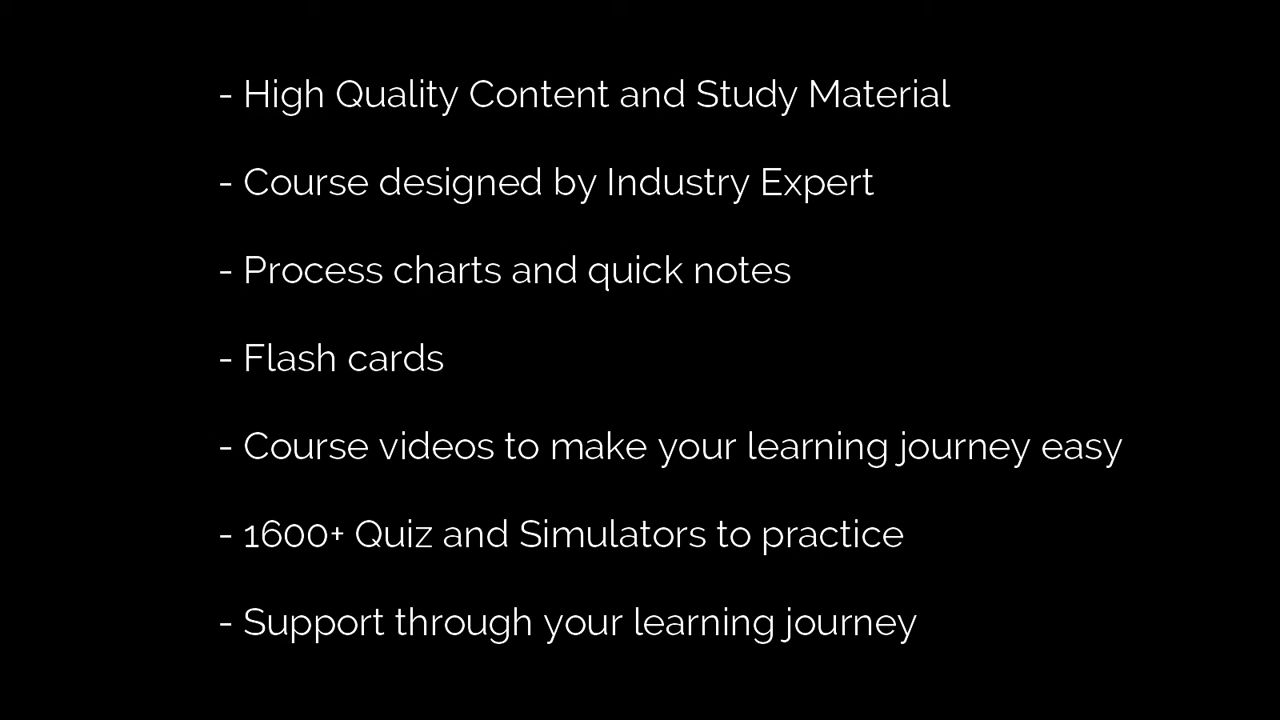 - High Quality Content and Study Material
- Course designed by Industry Expert
- Process charts and quick notes
- Flash cards
- Course videos to make your learning journey easy
- 1600+ Quiz and Simulators to practice
- Support through your learning journey